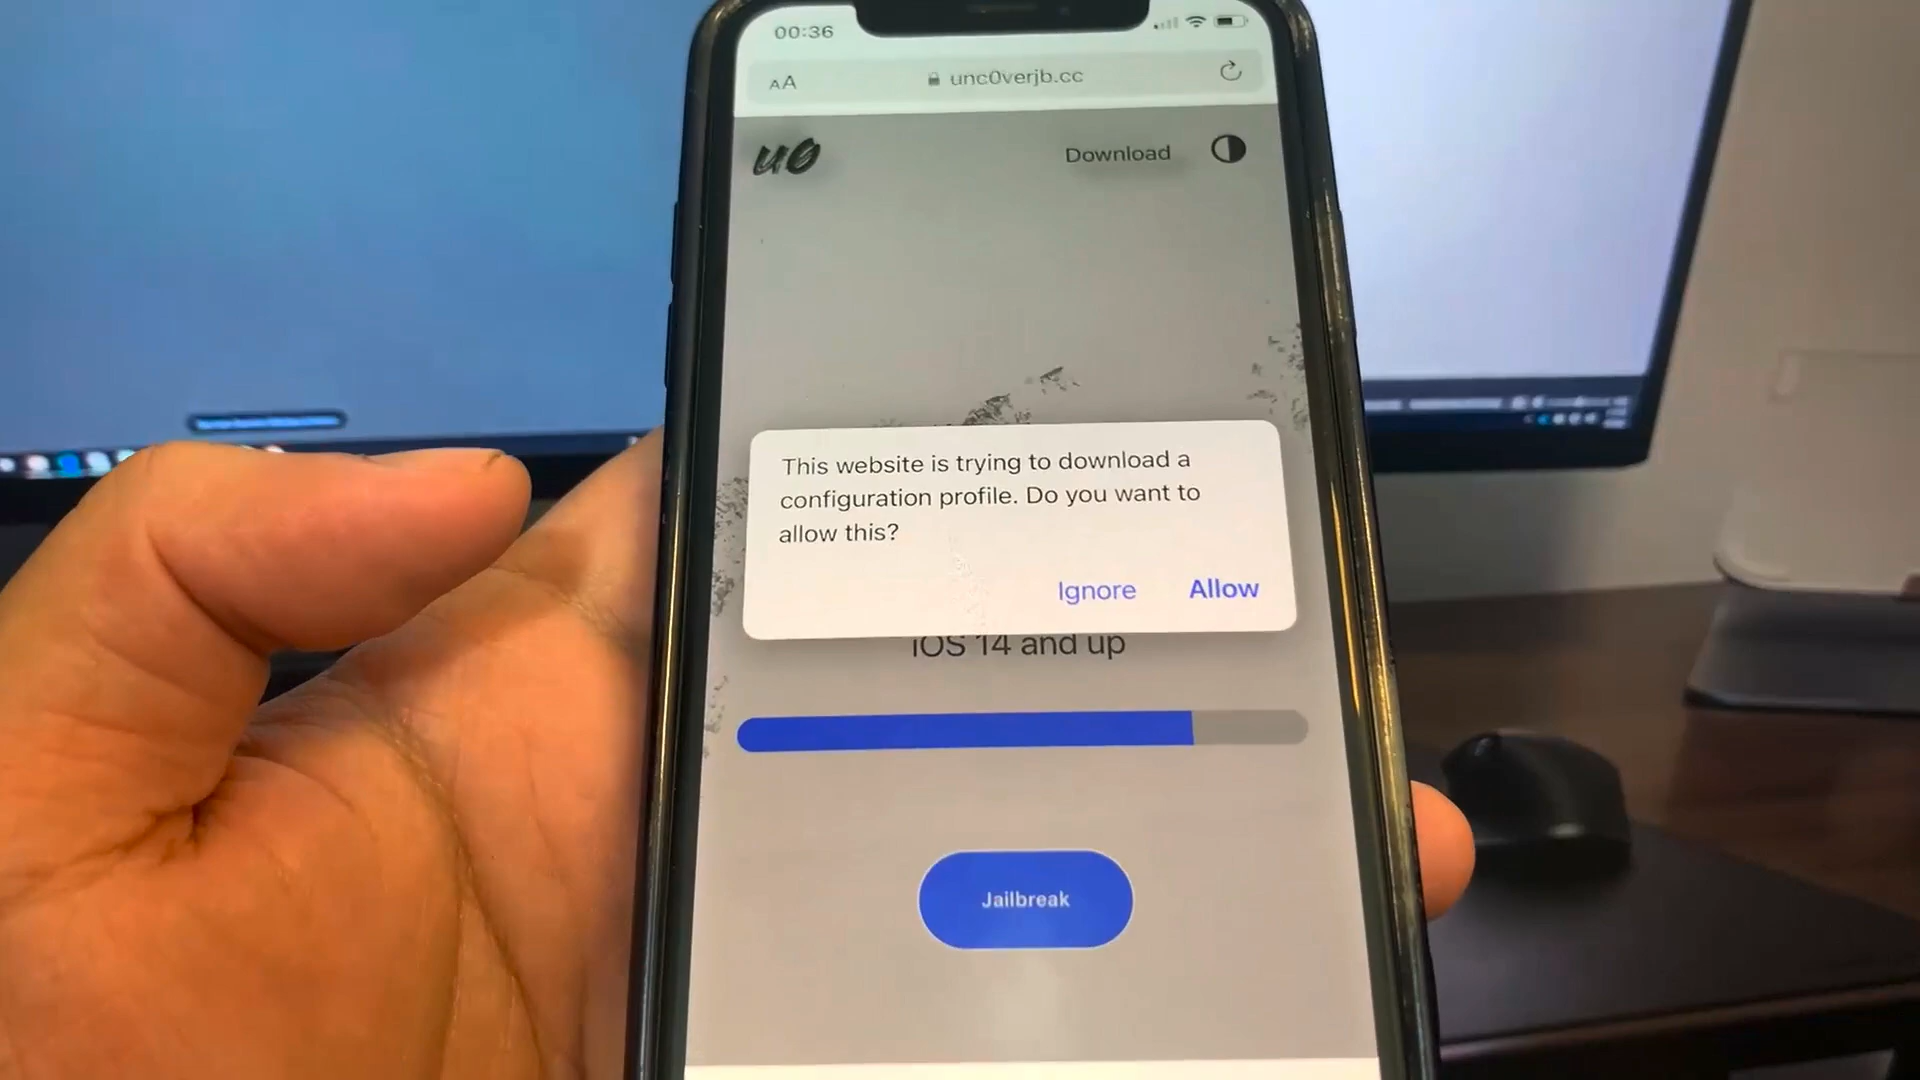 00:36
AA
unc0verjb.cc
u0
Download
This website is trying to download a
configuration profile. Do you want to
allow this?
Ignore
Allow
iOS 14 and up
Jailbreak